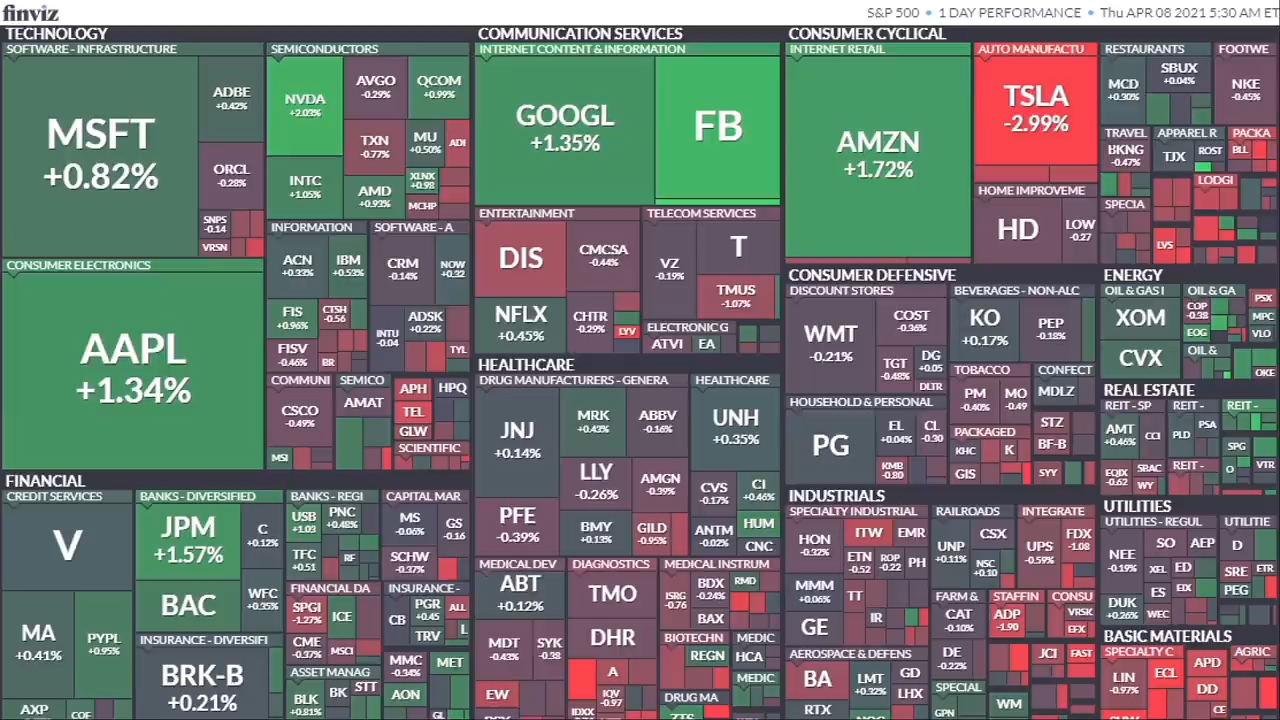 finviz
S&P 500 • 1 DAY PERFORMANCE • Thu APR 08 2021 5:30 AM ET
TECHNOLOGY
SOFTWARE - INFRASTRUCTURE
MSFT
+0.82%
ADBE
+0.42%
ORCL
-0.28%
SNPS
-0.14
VRSN
CONSUMER ELECTRONICS
AAPL
+1.34%
SEMICONDUCTORS
NVDA
+2.03%
AVGO
-0.29%
QCOM
+0.99%
TXN
-0.77%
MU
+0.50%
ADI
INTC
+1.05%
AMD
+0.93%
XLNX
+0.98
MCHP
INFORMATION
ACN
+0.33%
IBM
+0.53%
FIS
+0.96%
CTSH
-0.56
FISV
-0.46%
BR
SOFTWARE - A
CRM
-0.14%
NOW
+0.32
INTU
-0.04
ADSK
+0.22%
TYL
COMMUNI
CSCO
-0.49%
MSI
SEMICO
AMAT
APH
HPQ
TEL
GLW
SCIENTIFIC
COMMUNICATION SERVICES
INTERNET CONTENT & INFORMATION
GOOGL
+1.35%
FB
ENTERTAINMENT
DIS
CMCSA
-0.44%
NFLX
+0.45%
CHTR
-0.29%
LYV
TELECOM SERVICES
VZ
-0.19%
T
TMUS
-1.07%
ELECTRONIC G
ATVI
EA
CONSUMER CYCLICAL
INTERNET RETAIL
AMZN
+1.72%
AUTO MANUFACTU
TSLA
-2.99%
HOME IMPROVEME
HD
LOW
-0.27
RESTAURANTS
MCD
+0.30%
SBUX
+0.04%
FOOTWE
NKE
-0.45%
TRAVEL
BKNG
-0.47%
APPAREL R
TJX
ROST
PACKA
BLL
SPECIA
LODGI
LVS
HEALTHCARE
DRUG MANUFACTURERS - GENERA
JNJ
+0.14%
MRK
+0.43%
ABBV
-0.16%
LLY
-0.26%
AMGN
-0.39%
PFE
-0.39%
BMY
+0.13%
GILD
-0.95%
HEALTHCARE
UNH
+0.35%
CVS
-0.17%
CI
+0.46%
ANTM
-0.02%
HUM
CNC
MEDICAL DEV
ABT
+0.12%
MDT
-0.43%
SYK
-0.38
EW
DIAGNOSTICS
TMO
DHR
A
IQV
-0.97
IDXX
MEDICAL INSTRUM
ISRG
-0.76
BDX
-0.24%
RMD
BAX
BIOTECHN
REGN
MEDIC
HCA
MEDIC
DRUG MA
ZTS
CONSUMER DEFENSIVE
DISCOUNT STORES
WMT
-0.21%
COST
-0.36%
TGT
-0.48%
DG
+0.05
DLTR
BEVERAGES - NON-ALC
KO
+0.17%
PEP
-0.18%
HOUSEHOLD & PERSONAL
PG
EL
+0.04%
CL
-0.30
KMB
-0.80
TOBACCO
PM
-0.40%
MO
-0.49
CONFECT
MDLZ
PACKAGED
KHC
K
GIS
STZ
BF-B
SYY
ENERGY
OIL & GAS I
XOM
CVX
OIL & GA
COP
-0.38
EOG
PSX
MPC
VLO
OIL &
OKE
REAL ESTATE
REIT - SP
AMT
+0.46%
CCI
EQIX
-0.62
SBAC
WY
REIT -
PLD
PSA
REIT -
REIT -
SPG
O
VTR
FINANCIAL
CREDIT SERVICES
V
MA
+0.41%
PYPL
+0.95%
AXP
COF
BANKS - DIVERSIFIED
JPM
+1.57%
C
+0.12%
BAC
WFC
+0.35%
INSURANCE - DIVERSIFI
BRK-B
+0.21%
BANKS - REGI
USB
+1.03
PNC
+0.48%
TFC
+0.51
RF
CAPITAL MAR
MS
-0.06%
GS
-0.16
SCHW
-0.37%
FINANCIAL DA
SPGI
-1.27%
ICE
CME
-0.97%
MSCI
INSURANCE -
CB
PGR
+0.45
ALL
TRV
L
ASSET MANAG
BLK
+0.81%
BK
STT
MMC
-0.94%
MET
AON
GL
INDUSTRIALS
SPECIALTY INDUSTRIAL
HON
-0.32%
ITW
EMR
ETN
-0.52
ROP
-0.22
PH
MMM
+0.06%
TT
GE
IR
RAILROADS
UNP
+0.11%
CSX
NSC
+0.10
INTEGRATE
UPS
-0.59%
FDX
-1.08
FARM &
CAT
-0.10%
DE
-0.22%
STAFFIN
ADP
-1.90
CONSU
VRSK
EFX
AEROSPACE & DEFENS
BA
LMT
+0.32%
GD
LHX
RTX
SPECIAL
GPN
JCI
FAST
WM
UTILITIES
UTILITIES - REGUL
NEE
-0.19%
SO
AEP
XEL
ED
ES
EIX
DUK
+0.26%
WEC
UTILITIE
D
SRE
ETR
PEG
BASIC MATERIALS
SPECIALTY C
LIN
-0.97%
ECL
APD
DD
CE
SHW
AGRIC